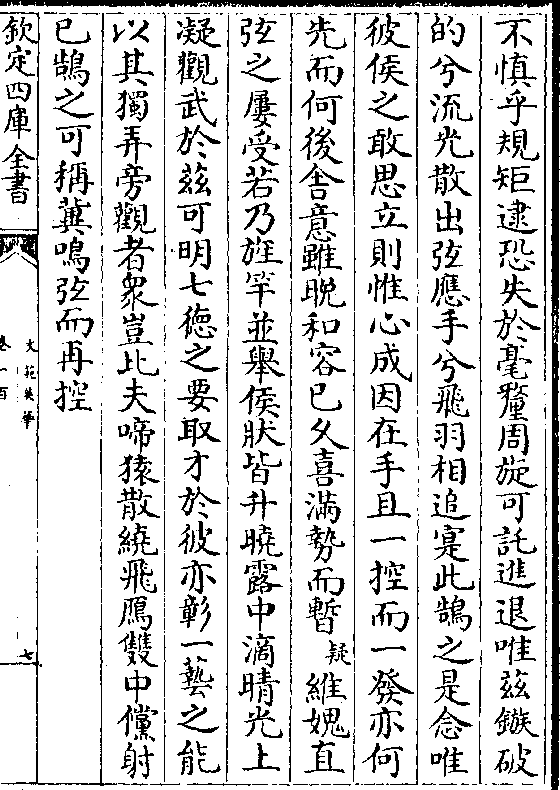 不慎乎規矩逮恐失於毫釐周旋可託進退唯茲鏃破
的兮流光散出弦應手兮飛羽相追寔此鵠之是念唯
彼侯之敢思立則惟心成因在手且一控而一發亦何
先而何後舎意雖晩和容已久喜滿勢而暫疑維媿直
弦之屢受若乃旌罕並舉侯狀皆升曉露中滴晴光上
凝觀武於茲可明七德之要取才於彼亦彰一藝之能
以其獨弄旁觀者衆豈比夫啼猿散繞飛鴈雙中儻射
已鵠之可稱冀鳴弦而再控
欽定四庫全書
文苑英華
卷一百
七